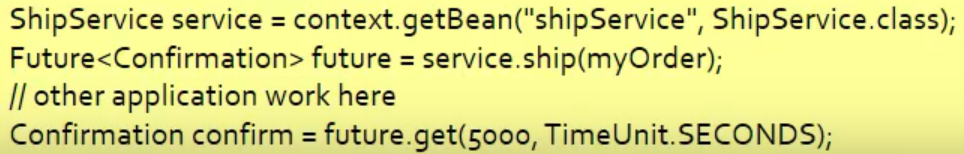 ShipService service = context.getBean("shipService", ShipService.class);
Future<Confirmation> future = service.ship(myOrder);
// other application work here
Confirmation confirm = future.get(5000, TimeUnit.SECONDS);